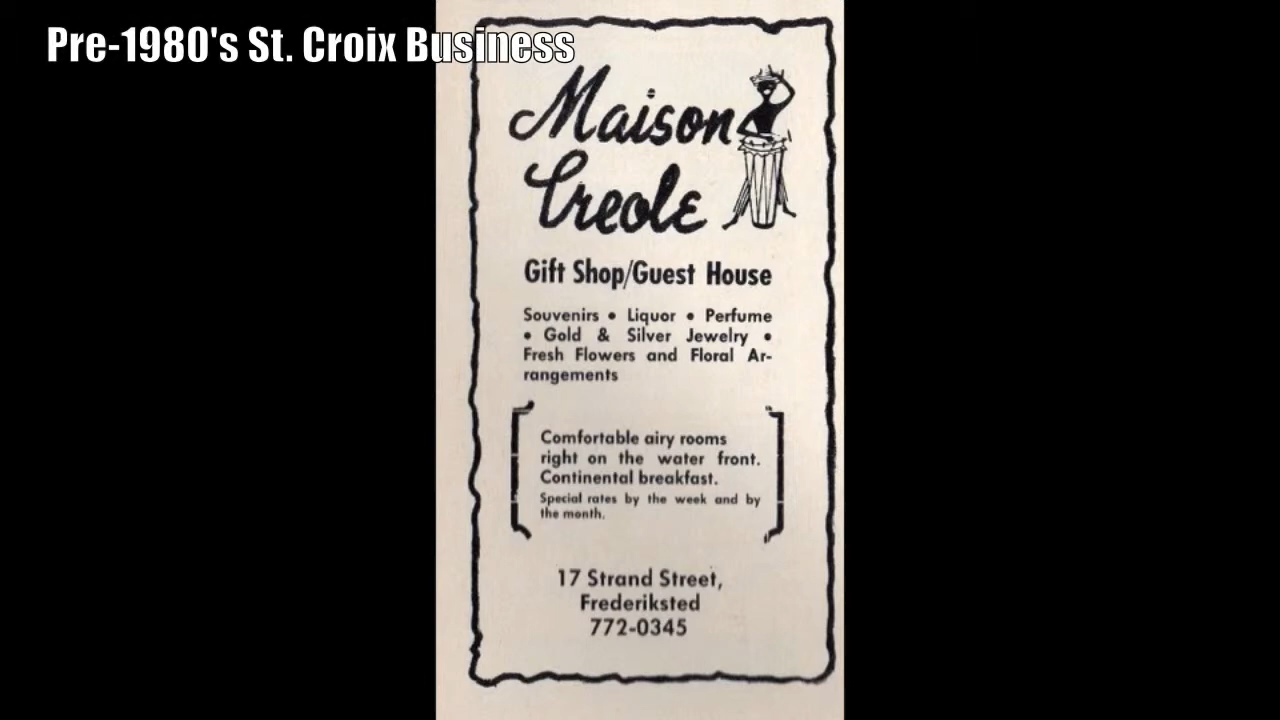 Pre-1980's St. Croix Business
Maison
Creole
Gift Shop/Guest House
Souvenirs • Liquor • Perfume
• Gold & Silver Jewelry •
Fresh Flowers and Floral Ar-
rangements
Comfortable airy rooms
right on the water front.
Continental breakfast.
Special rates by the week and by
the month.
17 Strand Street,
Frederiksted
772-0345